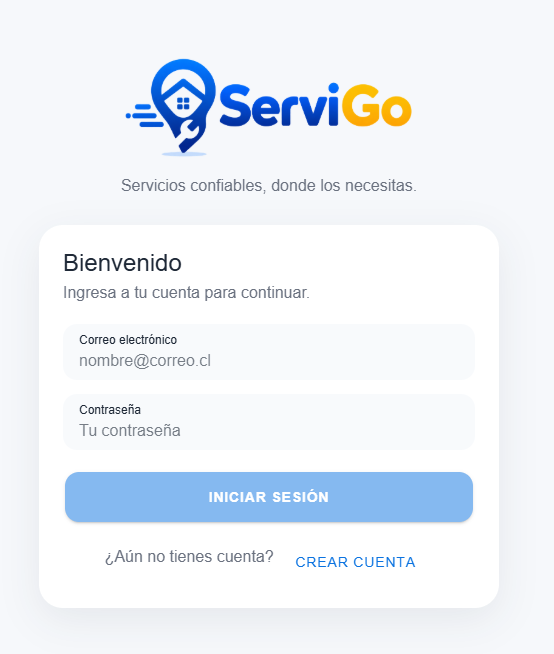 ServiGo
Servicios confiables, donde los necesitas.
Bienvenido
Ingresa a tu cuenta para continuar.
Correo electrónico
nombre@correo.cl
Contraseña
Tu contraseña
INICIAR SESIÓN
¿Aún no tienes cuenta? CREAR CUENTA